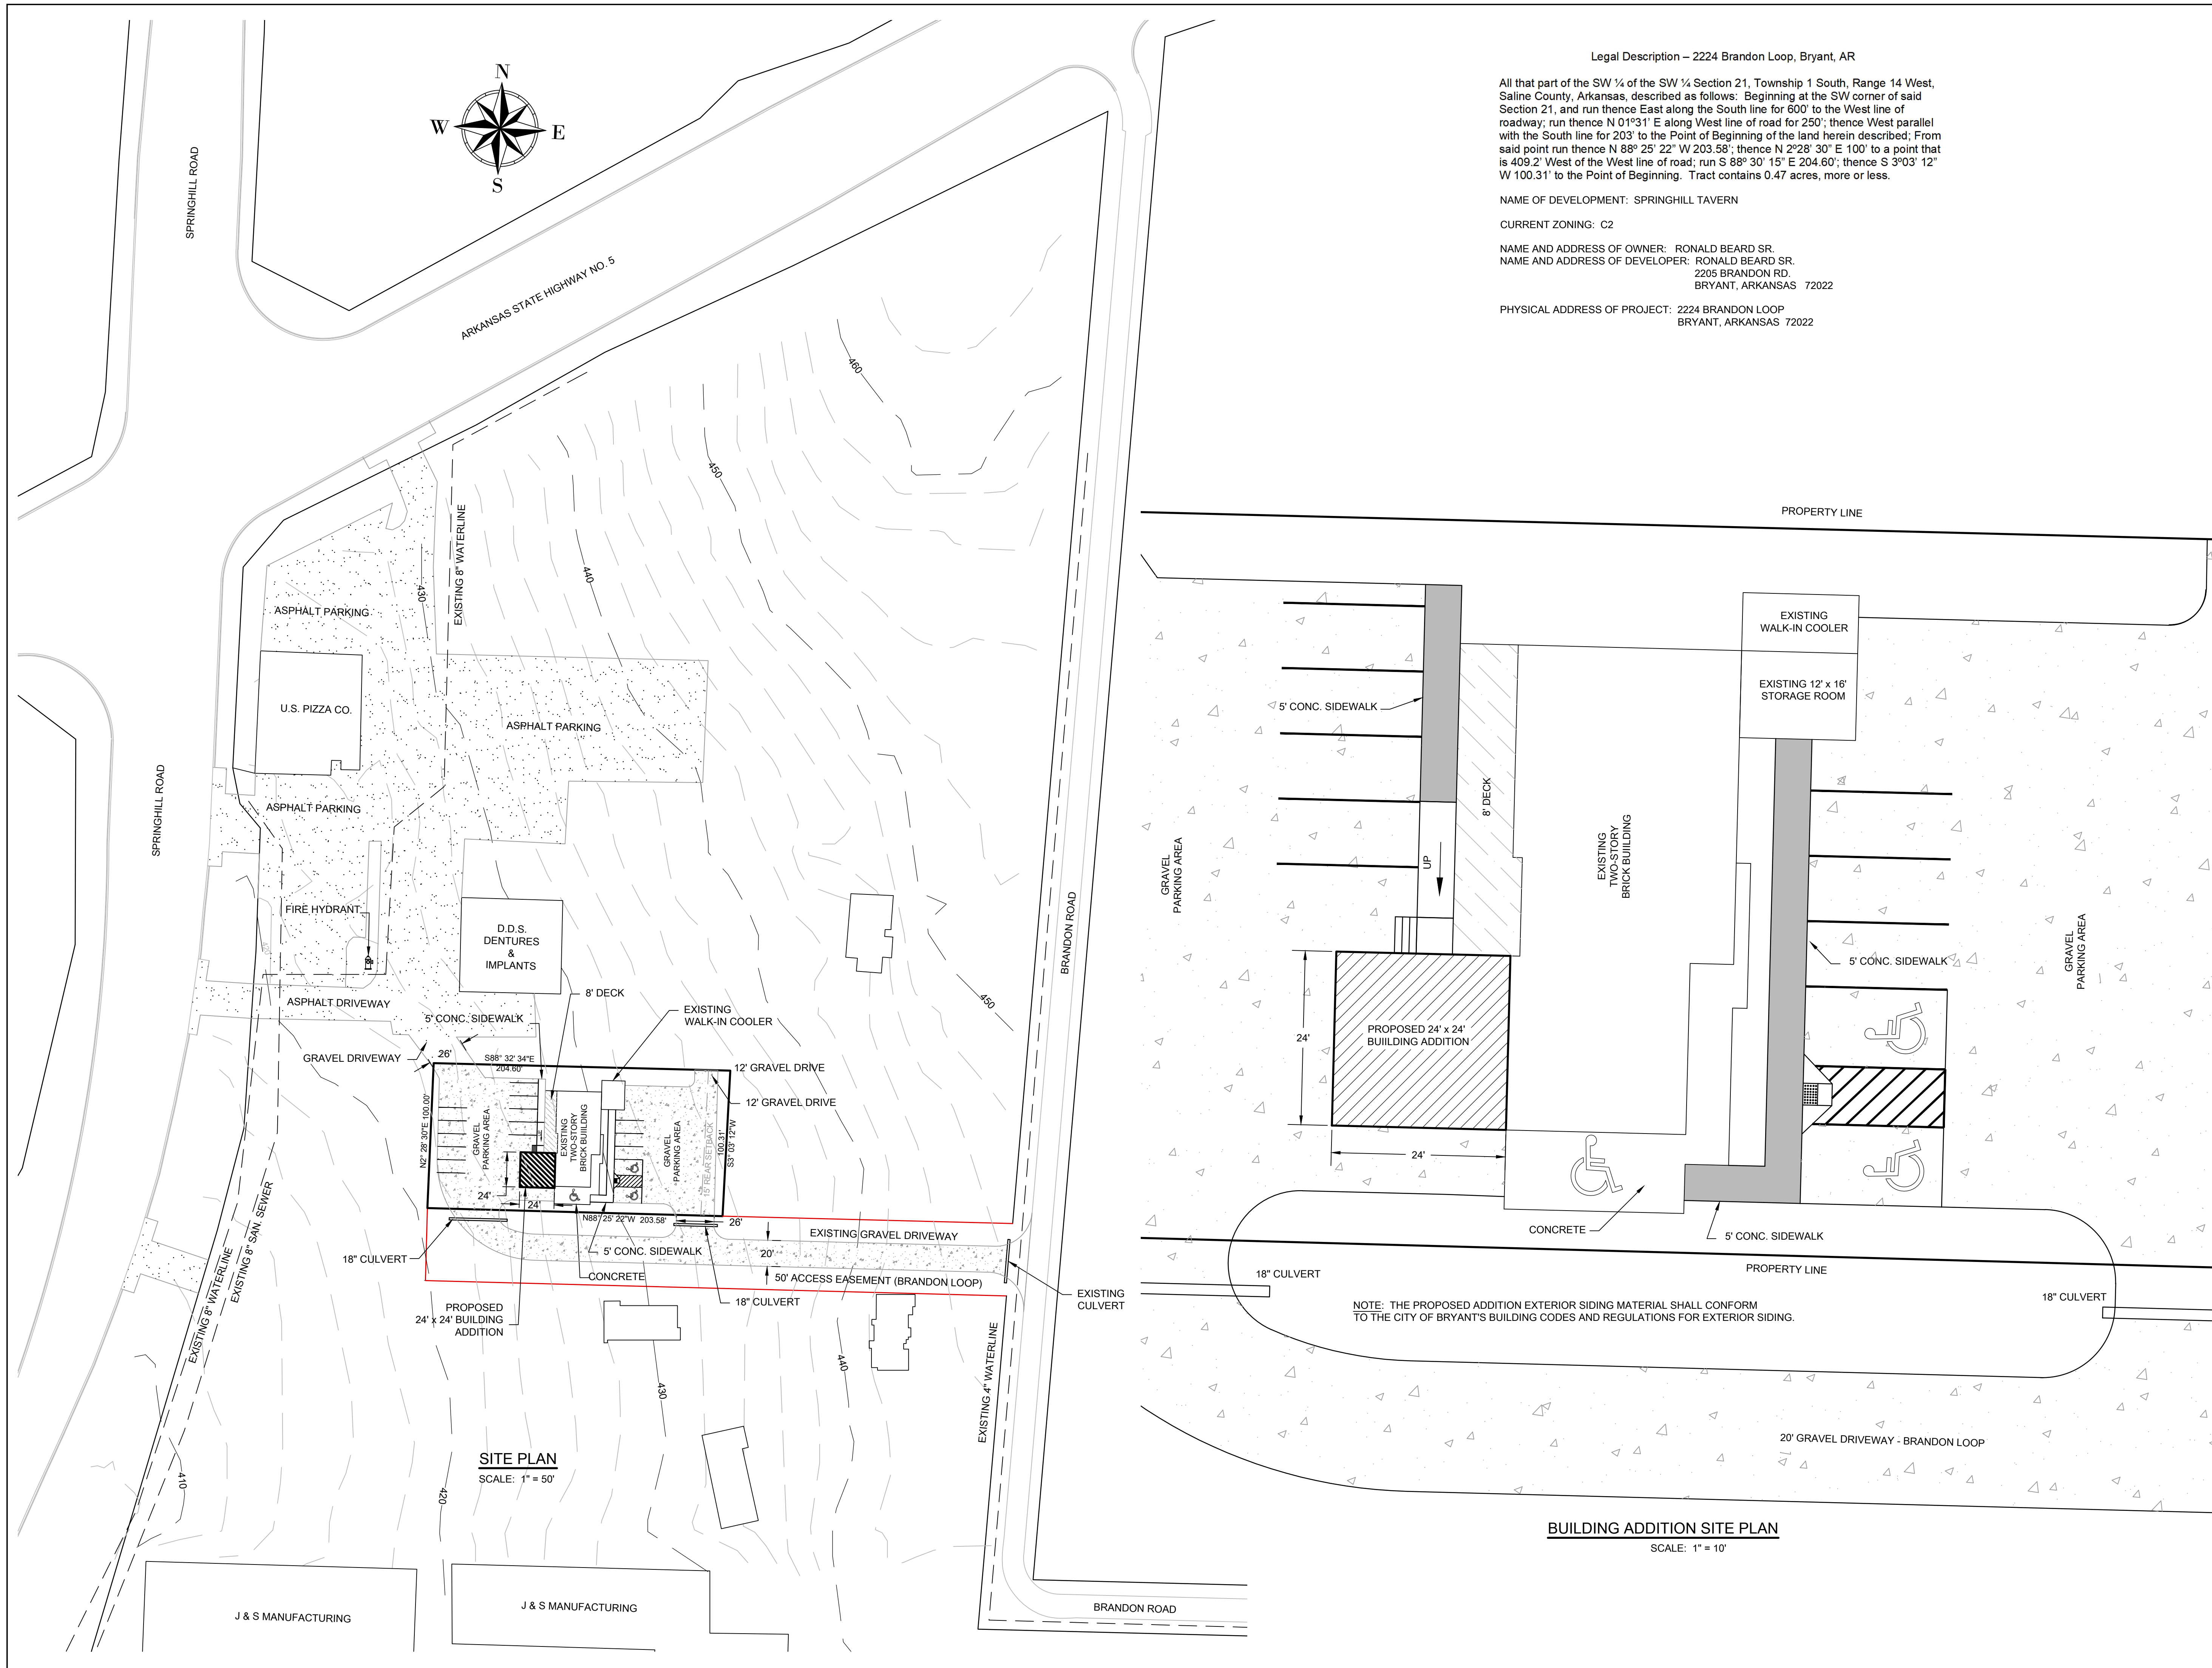 Legal Description – 2224 Brandon Loop, Bryant, AR
All that part of the SW ¼ of the SW ¼ Section 21, Township 1 South, Range 14 West,
Saline County, Arkansas, described as follows:  Beginning at the SW corner of said
Section 21, and run thence East along the South line for 600' to the West line of
roadway; run thence N 01º31' E along West line of road for 250'; thence West parallel
with the South line for 203' to the Point of Beginning of the land herein described; From
said point run thence N 88º 25' 22" W 203.58'; thence N 2º28' 30" E 100' to a point that
is 409.2' West of the West line of road; run S 88º 30' 15" E 204.60'; thence S 3º03' 12"
W 100.31' to the Point of Beginning.  Tract contains 0.47 acres, more or less.
NAME OF DEVELOPMENT:  SPRINGHILL TAVERN
CURRENT ZONING:  C2
NAME AND ADDRESS OF OWNER:   RONALD BEARD SR.
NAME AND ADDRESS OF DEVELOPER:  RONALD BEARD SR.
2205 BRANDON RD.
BRYANT, ARKANSAS   72022
PHYSICAL ADDRESS OF PROJECT:  2224 BRANDON LOOP
BRYANT, ARKANSAS  72022
N
W
E
S
SPRINGHILL ROAD
ARKANSAS STATE HIGHWAY NO. 5
460
450
440
430
EXISTING 8" WATERLINE
ASPHALT PARKING
U.S. PIZZA CO.
ASPHALT PARKING
SPRINGHILL ROAD
ASPHALT PARKING
FIRE HYDRANT
D.D.S.
DENTURES
&
IMPLANTS
BRANDON ROAD
450
ASPHALT DRIVEWAY
8' DECK
5' CONC. SIDEWALK
EXISTING
WALK-IN COOLER
GRAVEL DRIVEWAY
26'
S88° 32' 34"E
204.60'
12' GRAVEL DRIVE
12' GRAVEL DRIVE
N2° 28' 30"E 100.00'
GRAVEL
PARKING AREA
EXISTING
TWO-STORY
BRICK BUIILDING
GRAVEL
PARKING AREA
15' REAR SETBACK
100.31'
S3° 03' 12"W
24'
24'
N88° 25' 22"W  203.58'
26'
EXISTING GRAVEL DRIVEWAY
20'
18" CULVERT
5' CONC. SIDEWALK
CONCRETE
50' ACCESS EASEMENT (BRANDON LOOP)
18" CULVERT
EXISTING
CULVERT
PROPOSED
24' x 24' BUILDING
ADDITION
EXISTING 8" WATERLINE
EXISTING 8" SAN. SEWER
EXISTING 4" WATERLINE
440
430
420
410
SITE PLAN
SCALE:  1" = 50'
J & S MANUFACTURING
J & S MANUFACTURING
BRANDON ROAD
PROPERTY LINE
EXISTING
WALK-IN COOLER
EXISTING 12' x 16'
STORAGE ROOM
5' CONC. SIDEWALK
8' DECK
UP
GRAVEL
PARKING AREA
EXISTING
TWO-STORY
BRICK BUILDING
GRAVEL
PARKING AREA
5' CONC. SIDEWALK
24'
PROPOSED 24' x 24'
BUIILDING ADDITION
24'
CONCRETE
5' CONC. SIDEWALK
PROPERTY LINE
18" CULVERT
18" CULVERT
NOTE:  THE PROPOSED ADDITION EXTERIOR SIDING MATERIAL SHALL CONFORM
TO THE CITY OF BRYANT'S BUILDING CODES AND REGULATIONS FOR EXTERIOR SIDING.
20' GRAVEL DRIVEWAY - BRANDON LOOP
BUILDING ADDITION SITE PLAN
SCALE:  1" = 10'